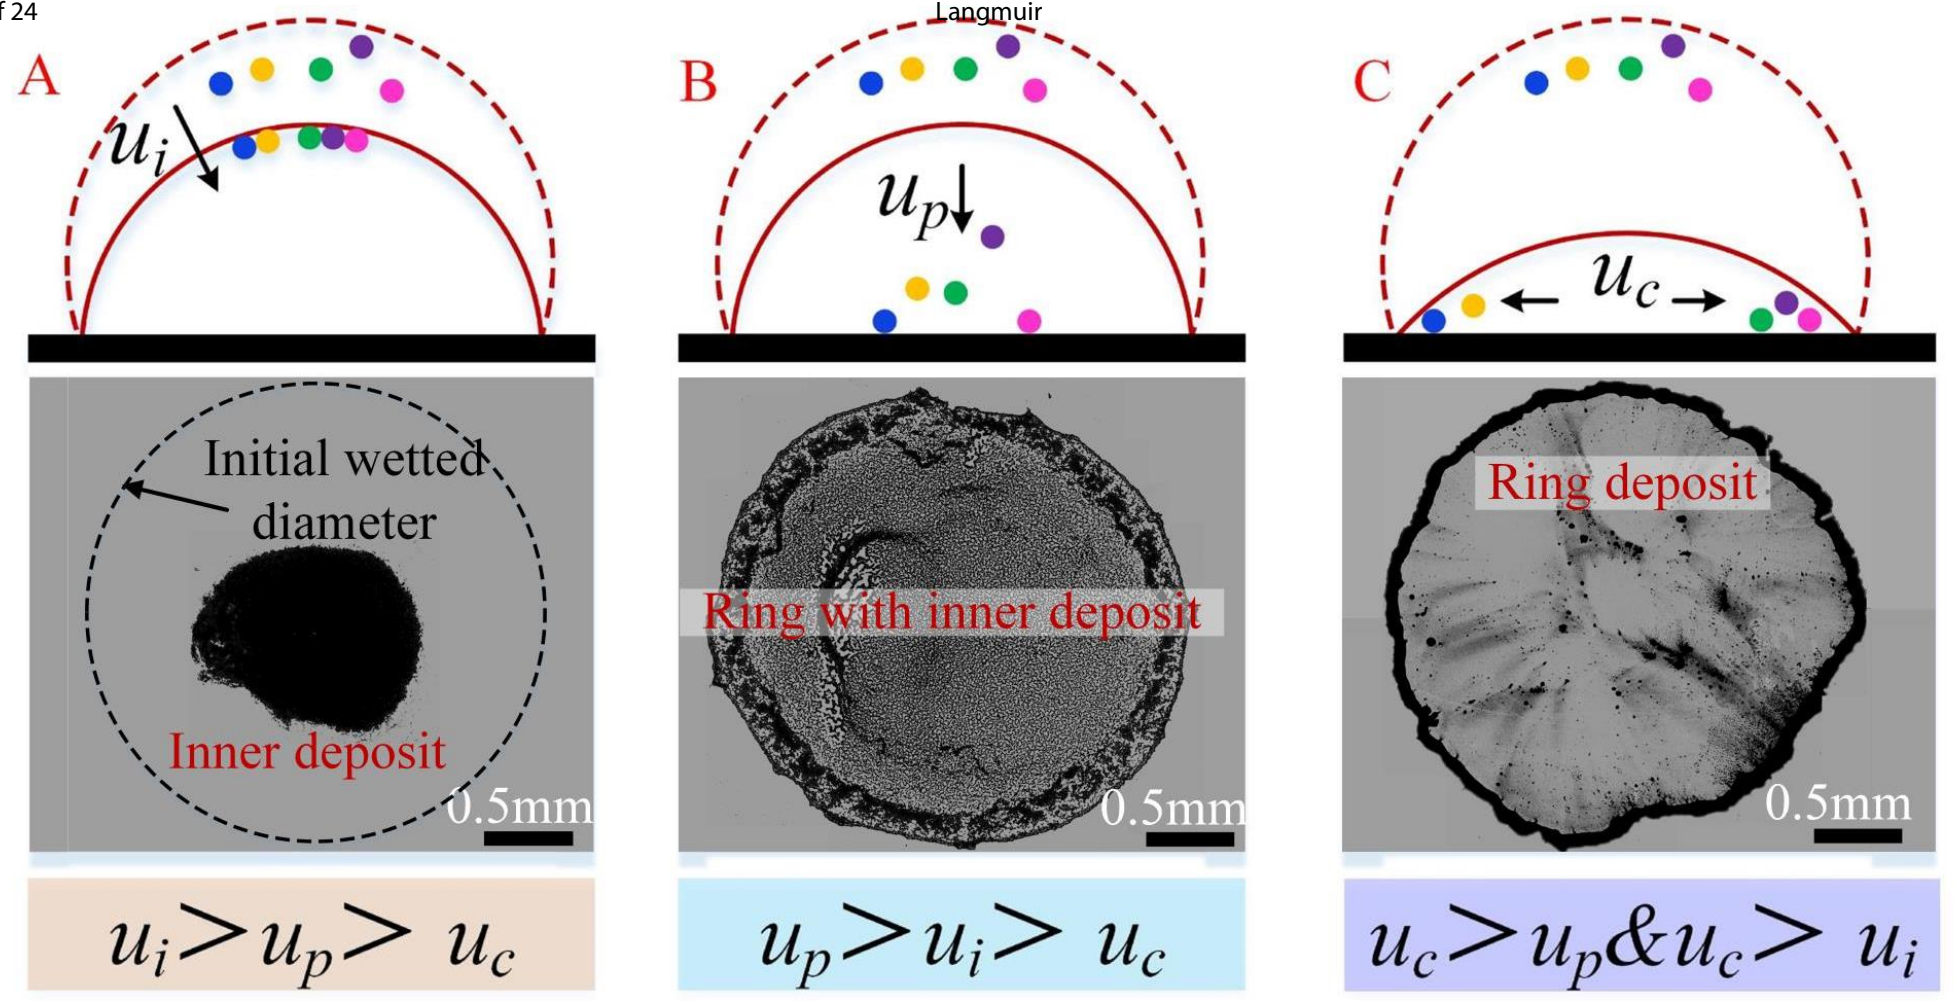 f 24
Langmuir
A
B
C
u_i
u_p
u_c
Initial wetted
diameter
Inner deposit
0.5mm
Ring with inner deposit
0.5mm
Ring deposit
0.5mm
u_i > u_p > u_c
u_p > u_i > u_c
u_c > u_p & u_c > u_i